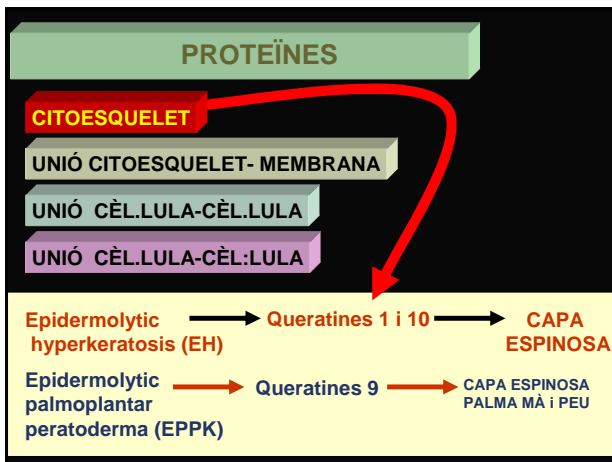 PROTEÏNES
CITOESQUELET
UNIÓ CITOESQUELET- MEMBRANA
UNIÓ CÈL.LULA-CÈL.LULA
UNIÓ CÈL.LULA-CÈL:LULA
Epidermolytic
hyperkeratosis (EH)
Queratines 1 i 10
CAPA
ESPINOSA
Epidermolytic
palmoplantar
peratoderma (EPPK)
Queratines 9
CAPA ESPINOSA
PALMA MÀ i PEU